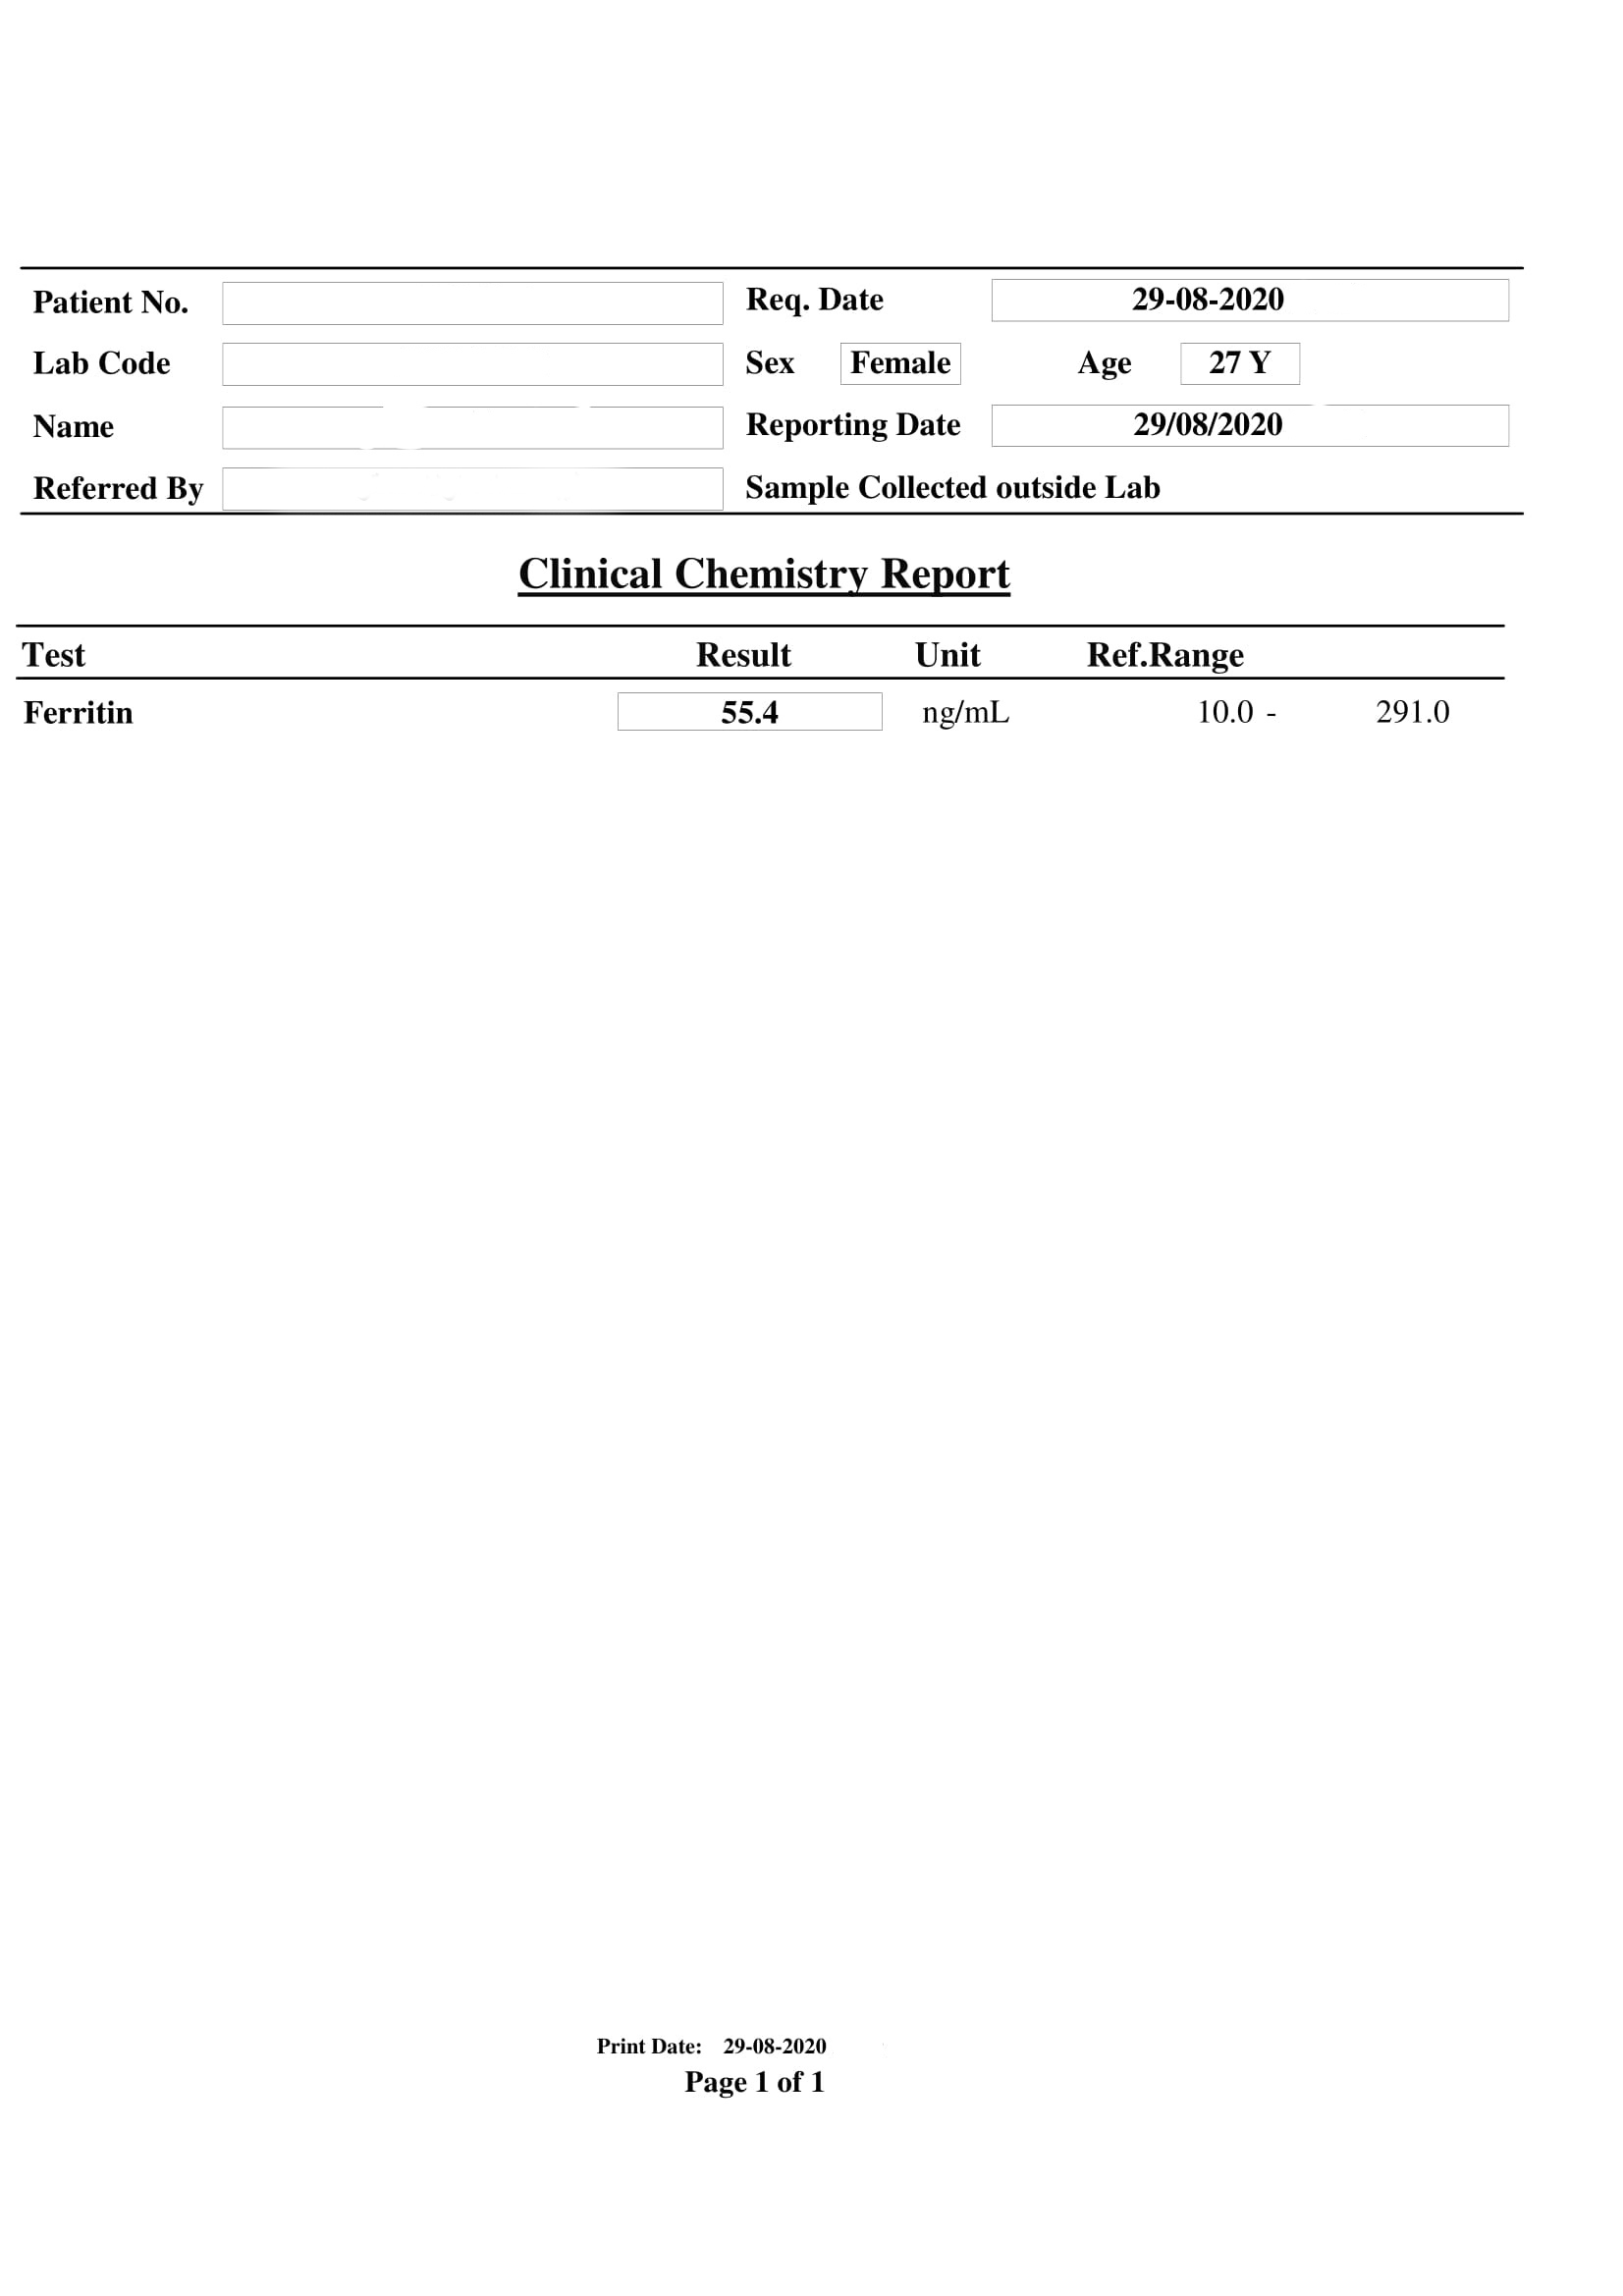 Patient No. Req. Date 29-08-2020
Lab Code Sex Female Age 27 Y
Name Reporting Date 29/08/2020
Referred By Sample Collected outside Lab
Clinical Chemistry Report
Test Result Unit Ref.Range
Ferritin 55.4 ng/mL 10.0 - 291.0
Print Date: 29-08-2020
Page 1 of 1